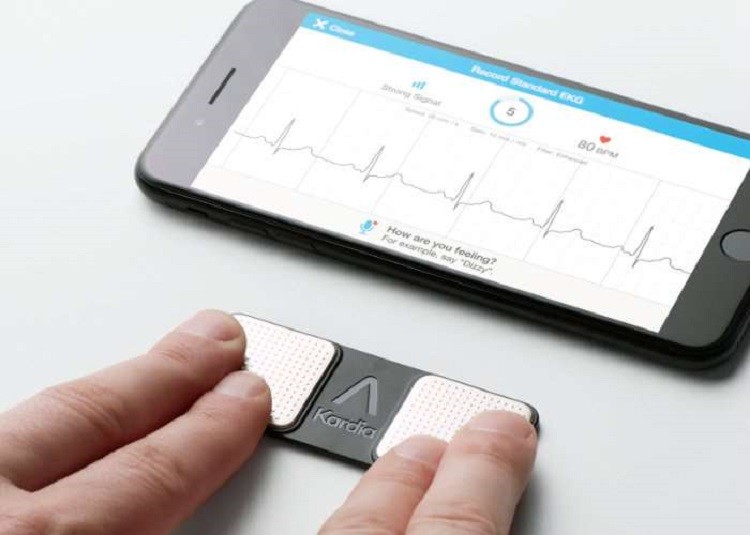 Close
Record Standard EKG
Strong Signal
5
80 BPM
How are you feeling?
For example, say "Dizzy".
Kardia